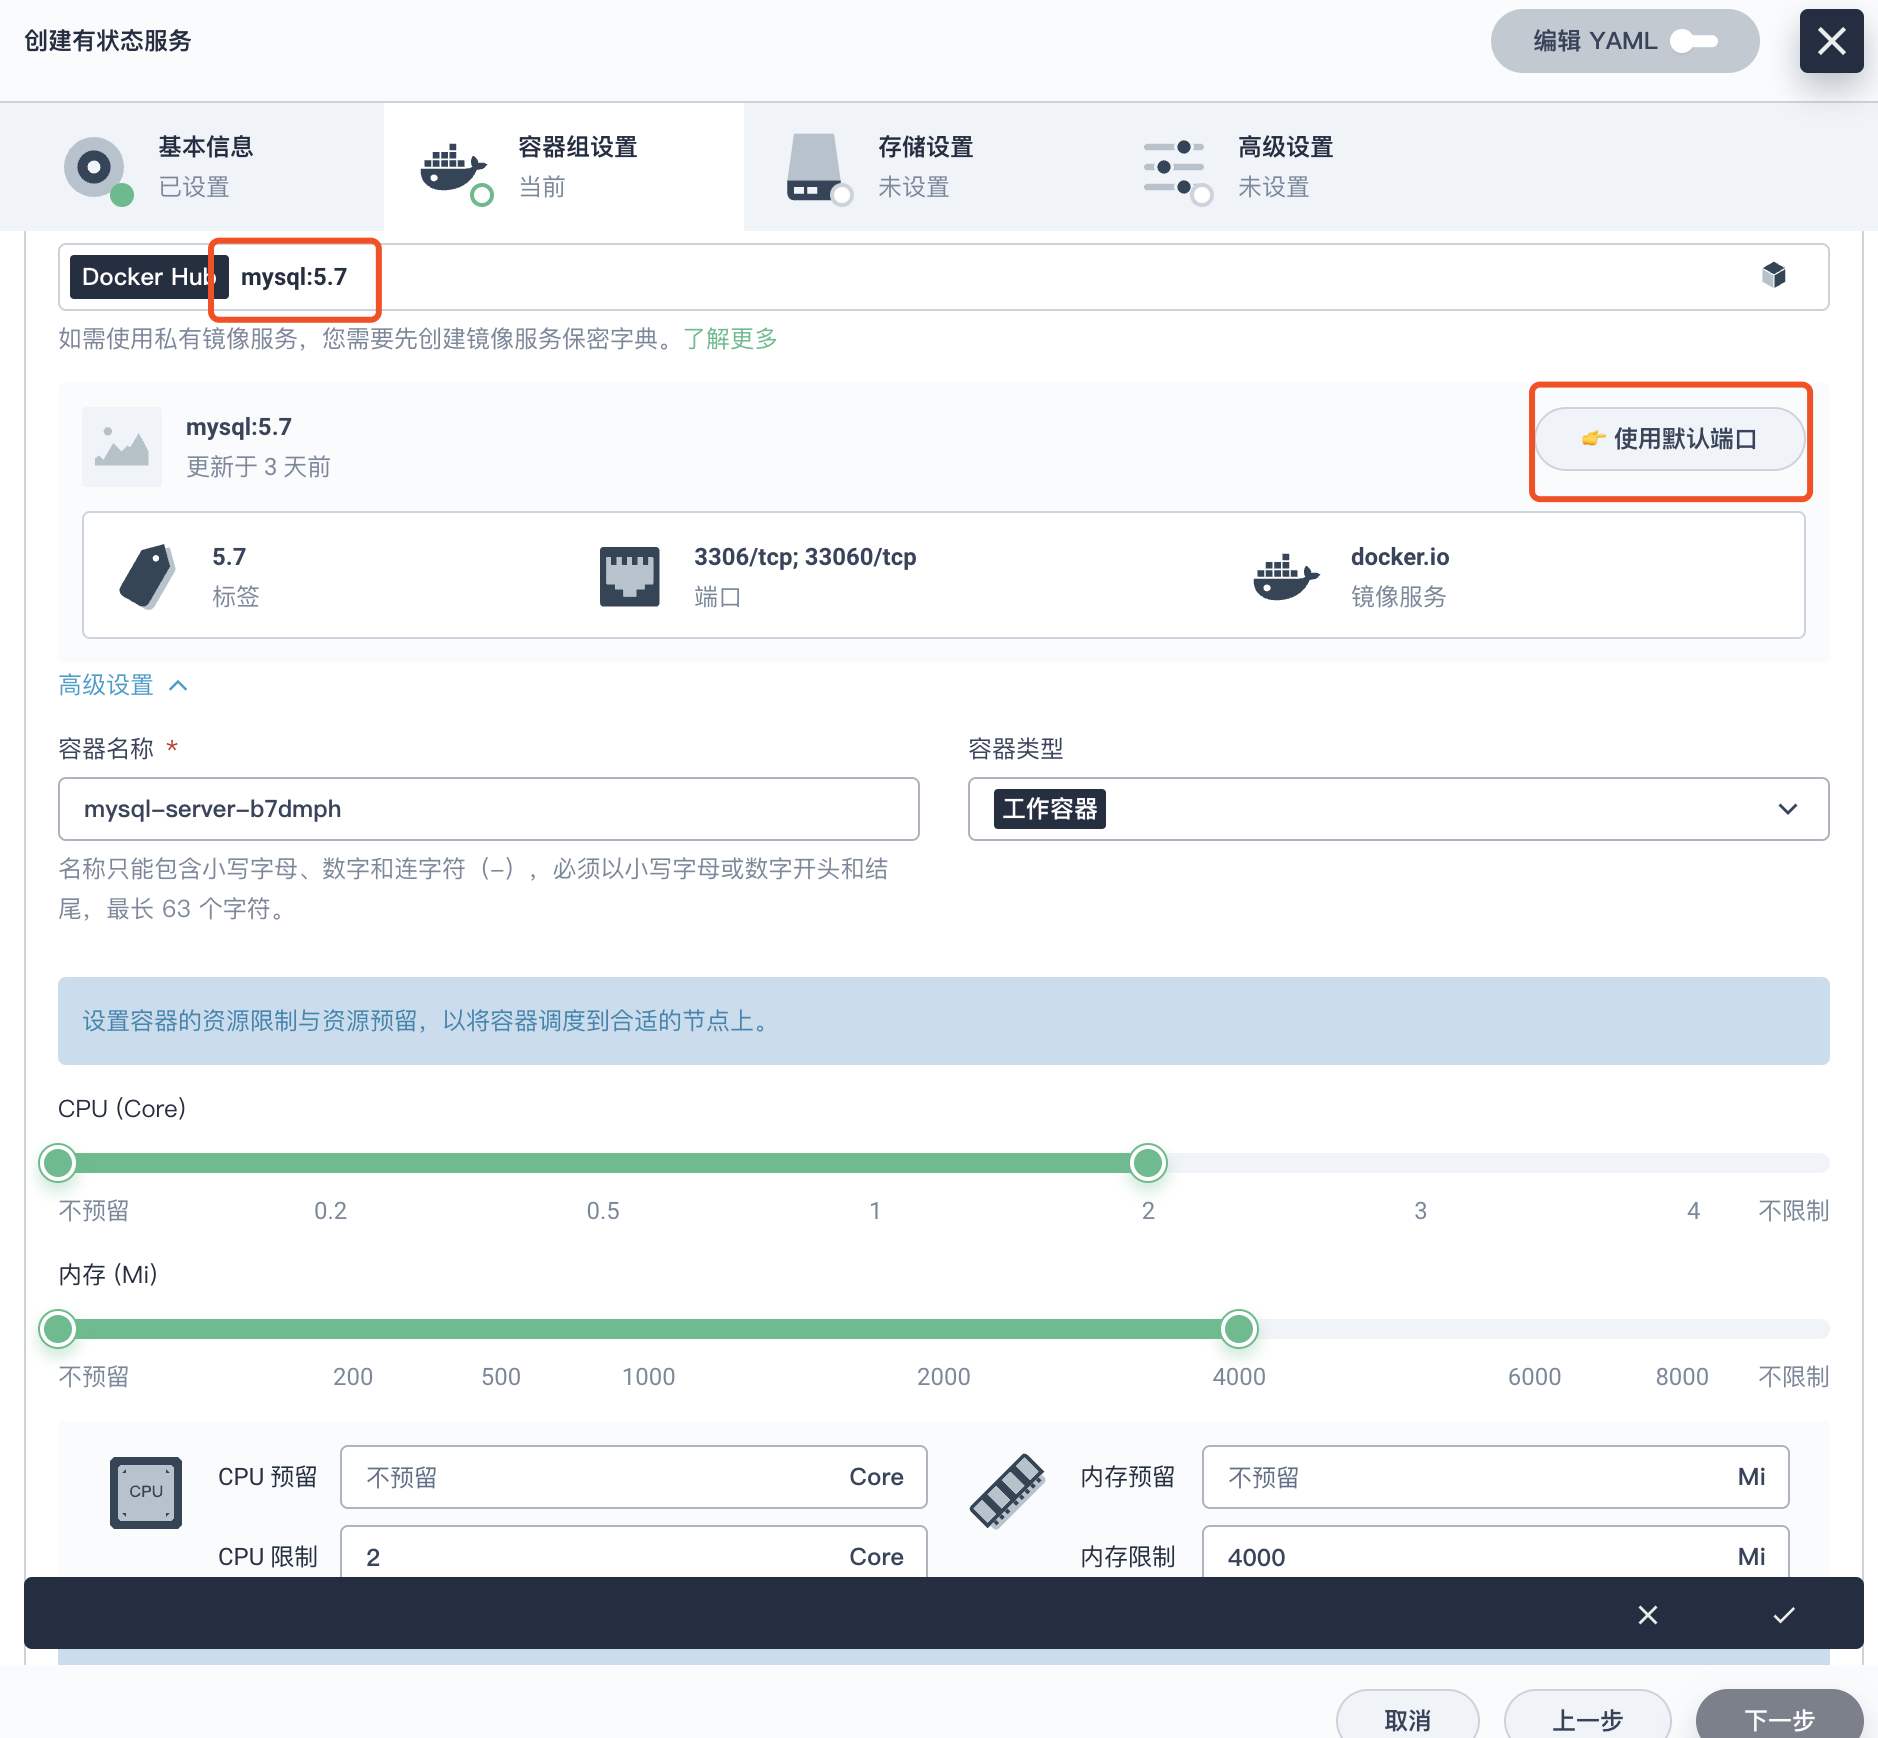 创建有状态服务
编辑 YAML
基本信息
已设置
容器组设置
当前
存储设置
未设置
高级设置
未设置
Docker Hub mysql:5.7
如需使用私有镜像服务，您需要先创建镜像服务保密字典。了解更多
mysql:5.7
更新于 3 天前
👉 使用默认端口
5.7
标签
3306/tcp; 33060/tcp
端口
docker.io
镜像服务
高级设置
容器名称 *
mysql-server-b7dmph
名称只能包含小写字母、数字和连字符（-），必须以小写字母或数字开头和结
尾，最长 63 个字符。
容器类型
工作容器
设置容器的资源限制与资源预留，以将容器调度到合适的节点上。
CPU (Core)
不预留 0.2 0.5 1 2 3 4 不限制
内存 (Mi)
不预留 200 500 1000 2000 4000 6000 8000 不限制
CPU
CPU 预留 不预留 Core
内存预留 不预留 Mi
CPU 限制 2 Core
内存限制 4000 Mi
取消 上一步 下一步